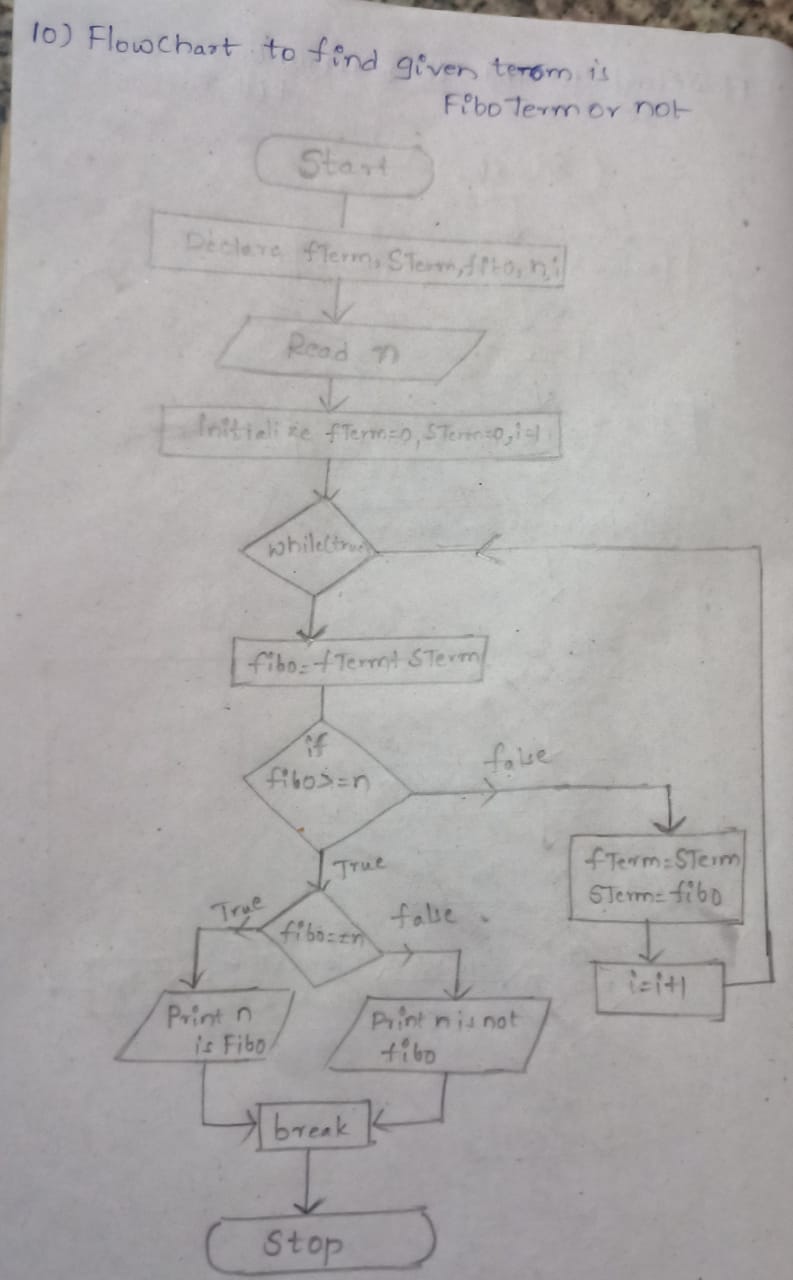 10) FlowChart to find given term is
Fibo Term or not
Start
Declare fTerm, STerm, fibo, n, i
Read n
Initialize fTerm=0, STerm=0, i=1
while(true)
fibo=fTerm+STerm
if
fibo>=n
false
fTerm=STerm
STerm=fibo
i=i+1
True
fibo==n
True
false
Print n
is Fibo
Print n is not
fibo
break
Stop